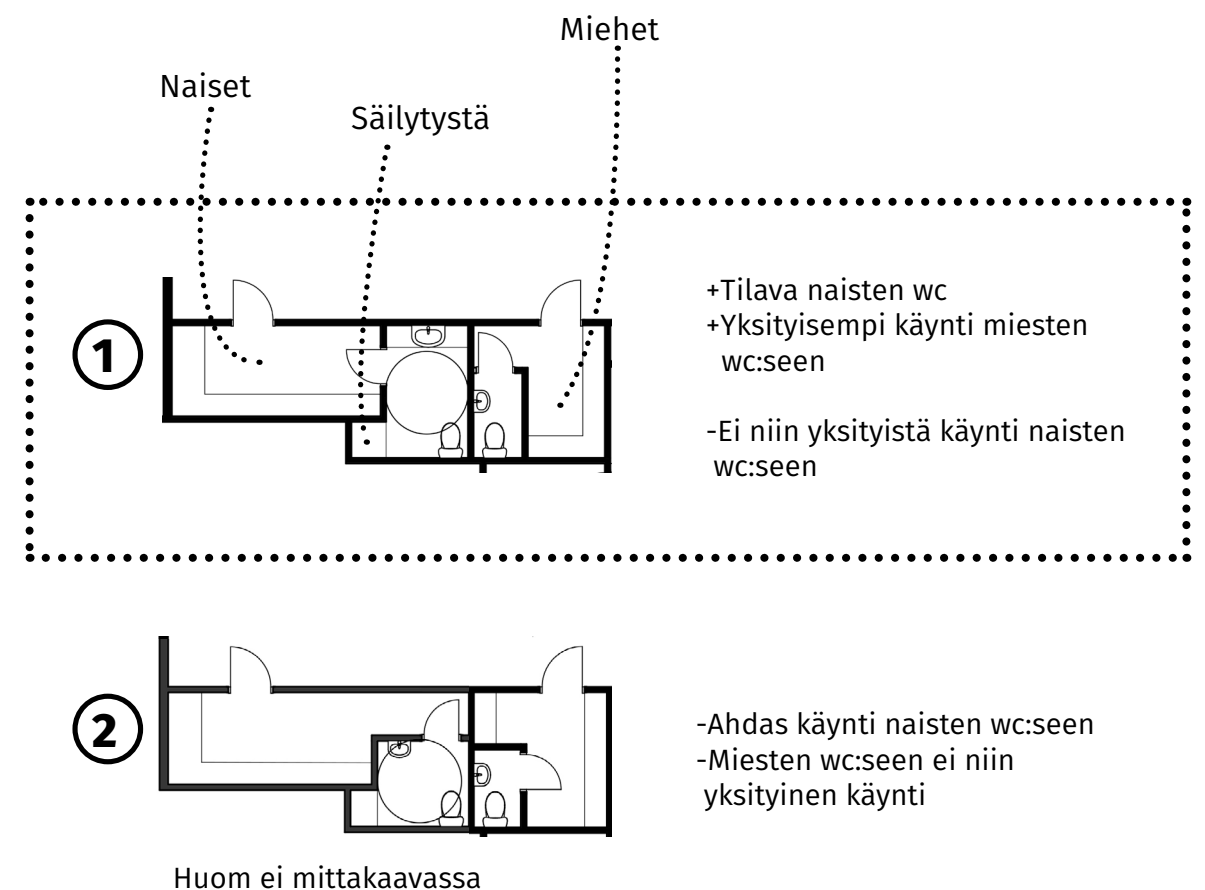 Miehet
Naiset
Säilytystä
1
+Tilava naisten wc
+Yksityisempi käynti miesten
wc:seen
-Ei niin yksityistä käynti naisten
wc:seen
2
-Ahdas käynti naisten wc:seen
-Miesten wc:seen ei niin
yksityinen käynti
Huom ei mittakaavassa